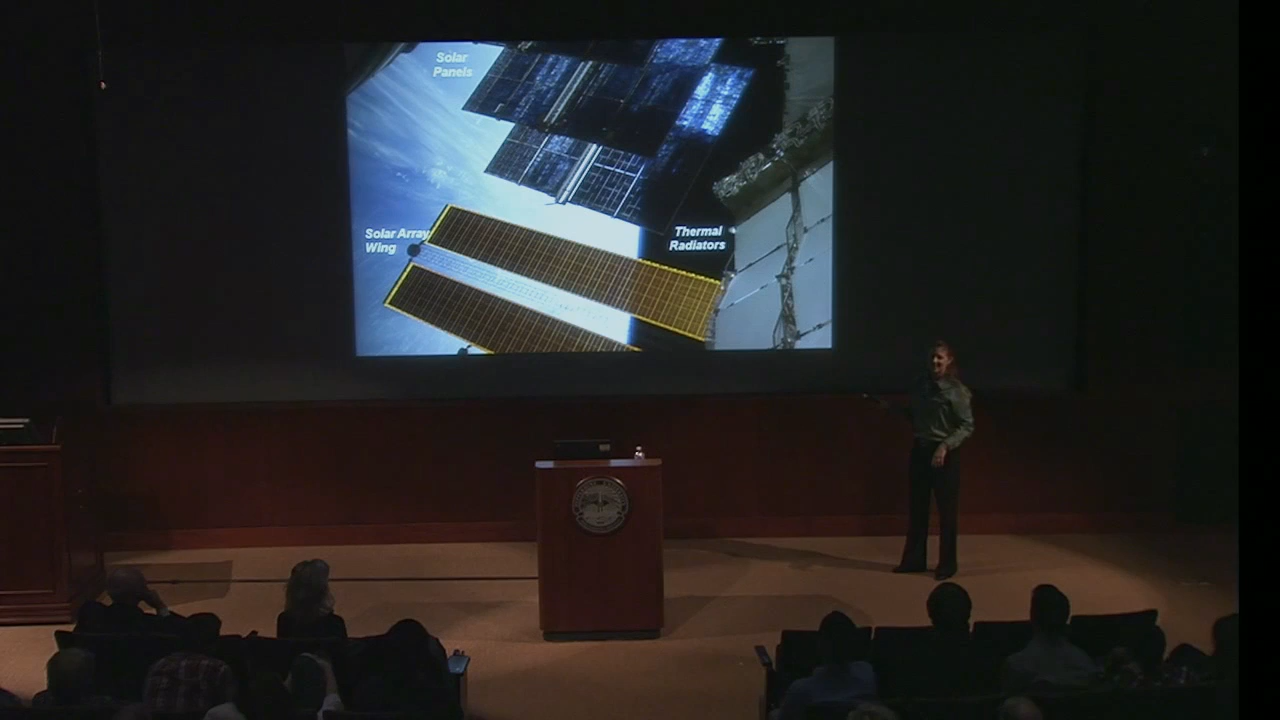 Solar
Panels
Solar Array
Wing
Thermal
Radiators